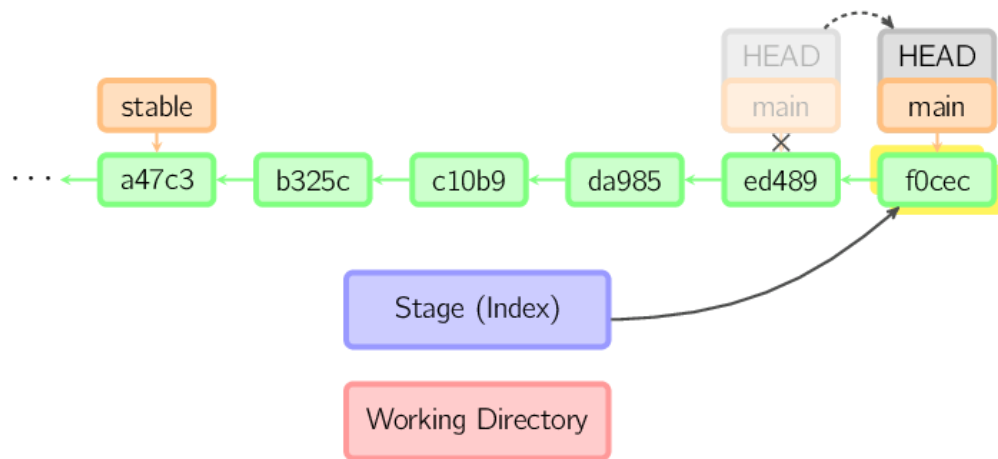 HEAD HEAD
stable main main
... a47c3 b325c c10b9 da985 ed489 f0cec
Stage (Index)
Working Directory